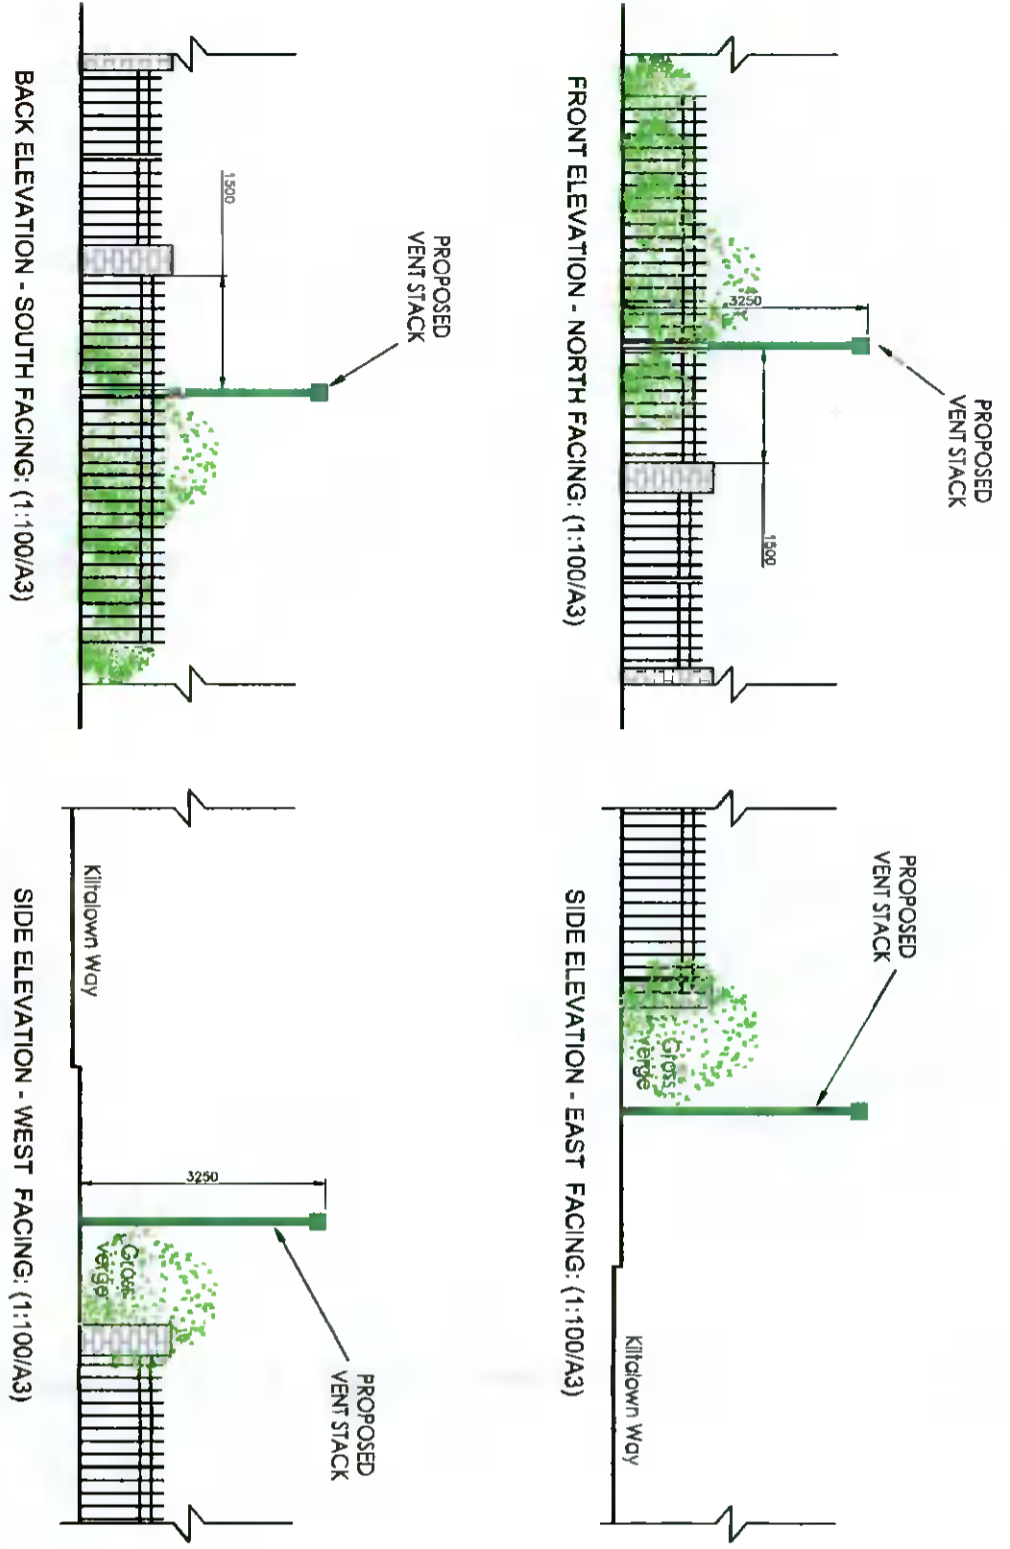 PROPOSED
VENT STACK
3250
1500
FRONT ELEVATION - NORTH FACING: (1:100/A3)
PROPOSED
VENT STACK
Grass
verge
Kiltalown Way
SIDE ELEVATION - EAST FACING: (1:100/A3)
PROPOSED
VENT STACK
1500
BACK ELEVATION - SOUTH FACING: (1:100/A3)
PROPOSED
VENT STACK
3250
Grass
verge
Kiltalown Way
SIDE ELEVATION - WEST FACING: (1:100/A3)